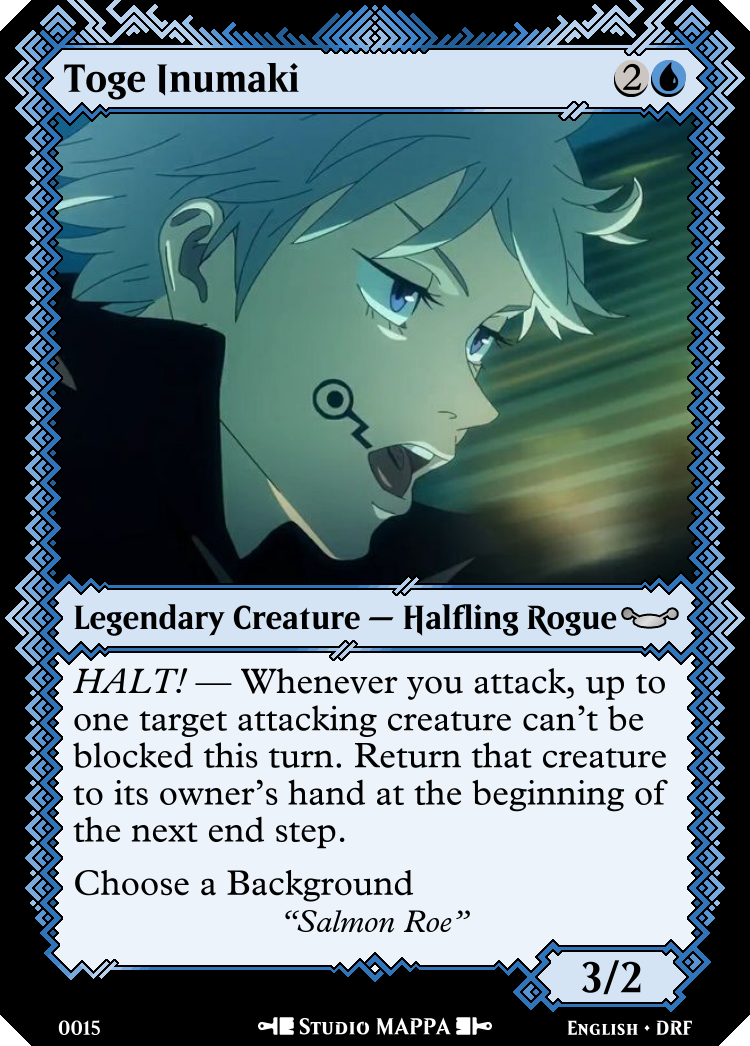 Toge Inumaki
2
Legendary Creature — Halfling Rogue
HALT! — Whenever you attack, up to
one target attacking creature can't be
blocked this turn. Return that creature
to its owner's hand at the beginning of
the next end step.
Choose a Background
“Salmon Roe”
3/2
0015
STUDIO MAPPA
ENGLISH • DRF